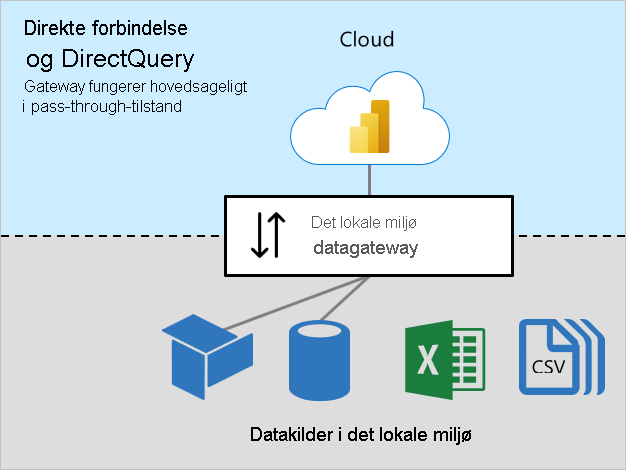 Direkte forbindelse
og DirectQuery
Gateway fungerer hovedsageligt
i pass-through-tilstand
Cloud
Det lokale miljø
datagateway
X
CSV
Datakilder i det lokale miljø